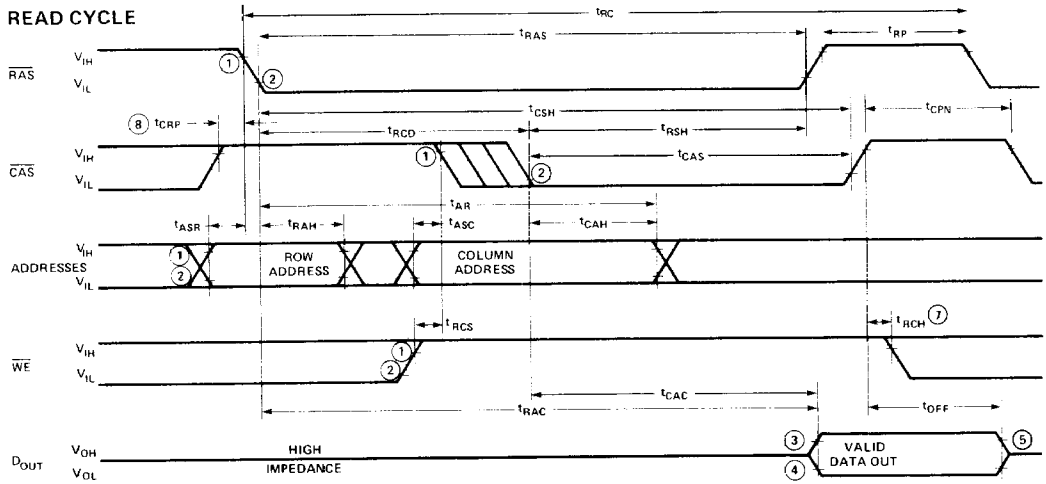 READ CYCLE
tRC
tRAS
tRP
RAS
VIH
VIL
①
②
tCSH
tCPN
⑧ tCRP
tRCD
tRSH
CAS
VIH
VIL
①
②
tCAS
tAR
tASR
tRAH
tASC
tCAH
ADDRESSES
VIH
VIL
①
②
ROW
ADDRESS
COLUMN
ADDRESS
tRCS
tRCH ⑦
WE
VIH
VIL
①
②
tCAC
tRAC
tOFF
DOUT
VOH
VOL
HIGH
IMPEDANCE
③
④
VALID
DATA OUT
⑤